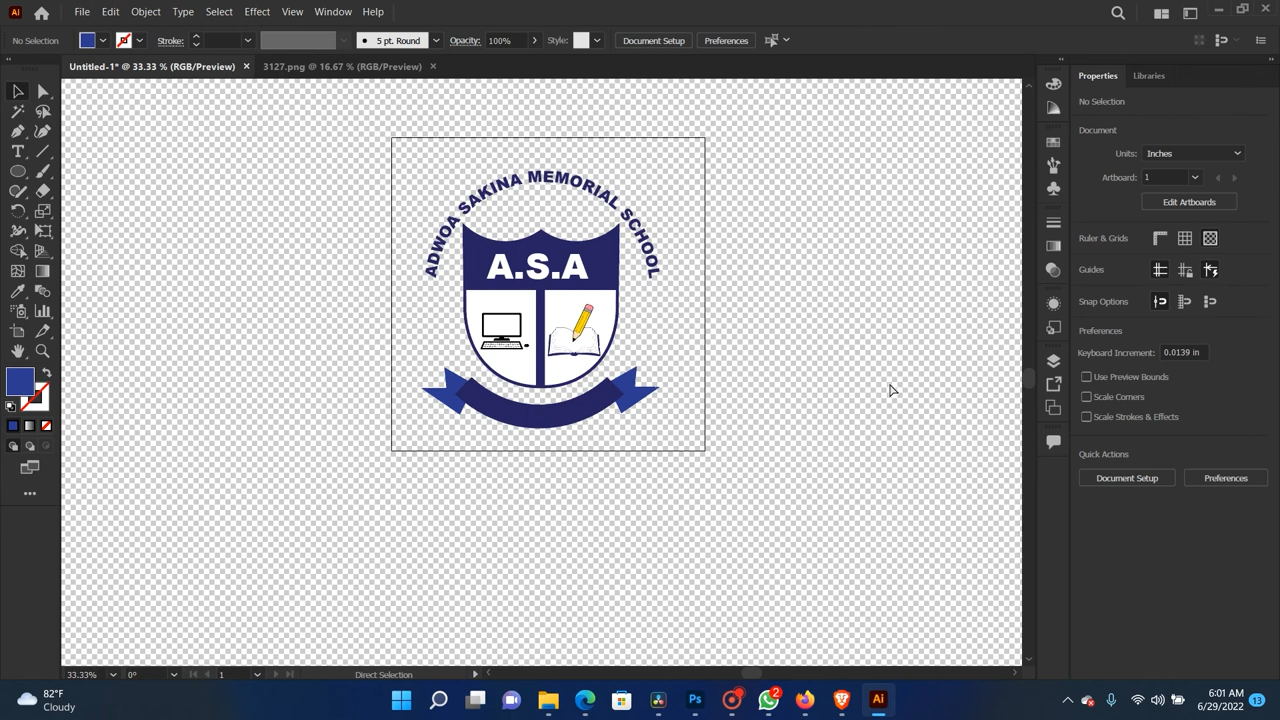 Ai File Edit Object Type Select Effect View Window Help
No Selection Stroke: 5 pt. Round Opacity: 100% Style: Document Setup Preferences
Untitled-1* @ 33.33 % (RGB/Preview) × 3127.png @ 16.67 % (RGB/Preview) ×
Properties Libraries
No Selection
Document
Units: Inches
Artboard: 1
Edit Artboards
Ruler & Grids
Guides
Snap Options
Preferences
Keyboard Increment: 0.0139 in
Use Preview Bounds
Scale Corners
Scale Strokes & Effects
Quick Actions
Document Setup Preferences
ADWOA SAKINA MEMORIAL SCHOOL
A.S.A
33.33% 0° 1 Direct Selection
82°F
Cloudy
Ps 2 Ai
6:01 AM
6/29/2022 13